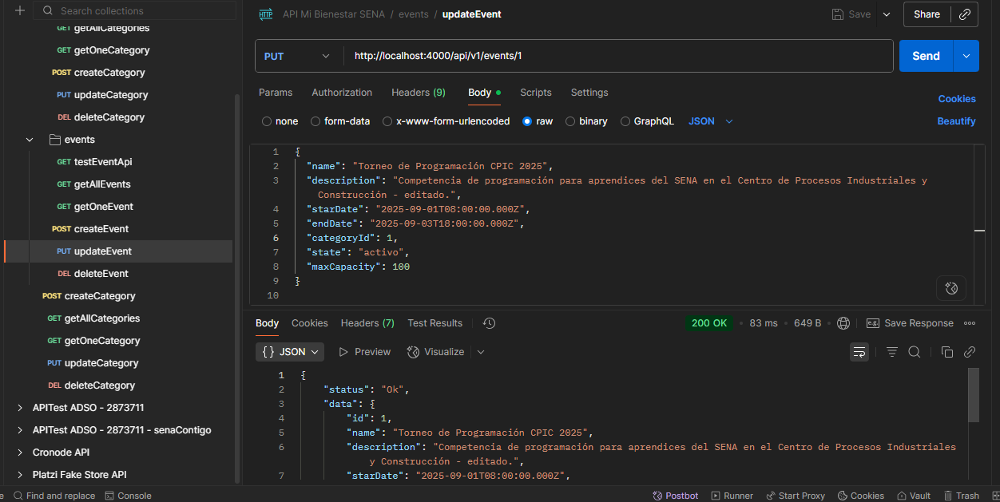 Search collections
GET getAllCategories
GET getOneCategory
POST createCategory
PUT updateCategory
DEL deleteCategory
events
GET testEventApi
GET getAllEvents
GET getOneEvent
POST createEvent
PUT updateEvent
DEL deleteEvent
POST createCategory
GET getAllCategories
GET getOneCategory
PUT updateCategory
DEL deleteCategory
APITest ADSO - 2873711
APITest ADSO - 2873711 - senaContigo
Cronode API
Platzi Fake Store API
HTTP API Mi Bienestar SENA / events / updateEvent
Save Share
PUT http://localhost:4000/api/v1/events/1 Send
Params Authorization Headers (9) Body Scripts Settings Cookies
none form-data x-www-form-urlencoded raw binary GraphQL JSON Beautify
1 {
2 "name": "Torneo de Programación CPIC 2025",
3 "description": "Competencia de programación para aprendices del SENA en el Centro de Procesos Industriales y
Construcción - editado.",
4 "starDate": "2025-09-01T08:00:00.000Z",
5 "endDate": "2025-09-03T18:00:00.000Z",
6 "categoryId": 1,
7 "state": "activo",
8 "maxCapacity": 100
9 }
10
Body Cookies Headers (7) Test Results 200 OK • 83 ms • 649 B e.g. Save Response
{} JSON Preview Visualize
1 {
2 "status": "Ok",
3 "data": {
4 "id": 1,
5 "name": "Torneo de Programación CPIC 2025",
6 "description": "Competencia de programación para aprendices del SENA en el Centro de Procesos Industriales
y Construcción - editado.",
7 "starDate": "2025-09-01T08:00:00.000Z",
Find and replace Console Postbot Runner Start Proxy Cookies Vault Trash